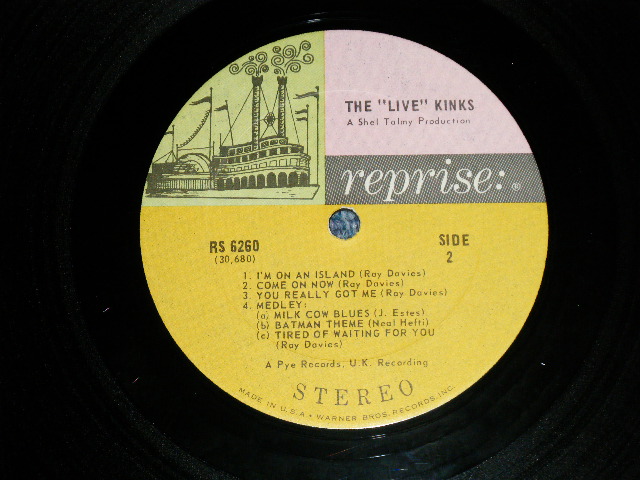 THE "LIVE" KINKS
A Shel Talmy Production
reprise:®
RS 6260
(30,680)
SIDE
2
1. I'M ON AN ISLAND (Ray Davies)
2. COME ON NOW (Ray Davies)
3. YOU REALLY GOT ME (Ray Davies)
4. MEDLEY:
(a) MILK COW BLUES (J. Estes)
(b) BATMAN THEME (Neal Hefti)
(c) TIRED OF WAITING FOR YOU
(Ray Davies)
A Pye Records, U.K. Recording
STEREO
MADE IN U.S.A • WARNER BROS. RECORDS, INC.